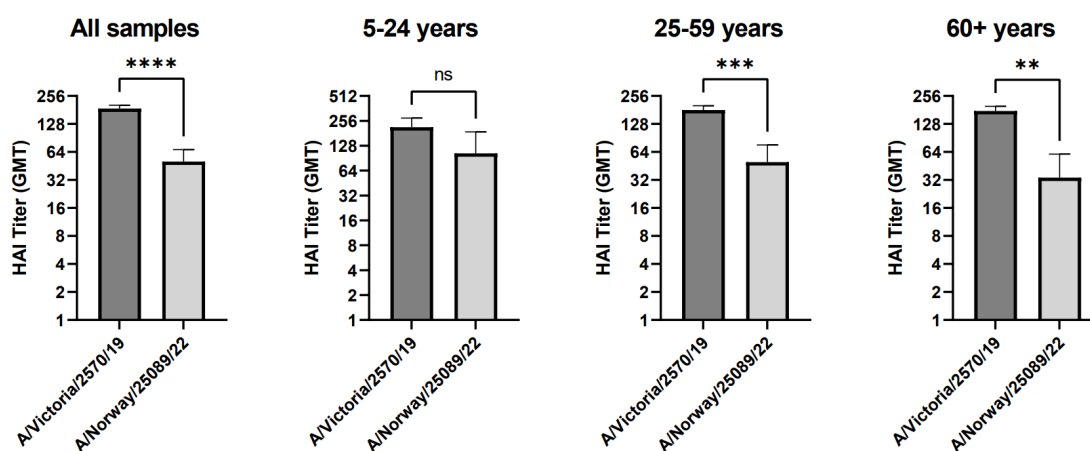 All samples
****
HAI Titer (GMT)
256
128
64
32
16
8
4
2
1
A/Victoria/2570/19
A/Norway/25089/22
5-24 years
ns
HAI Titer (GMT)
512
256
128
64
32
16
8
4
2
1
A/Victoria/2570/19
A/Norway/25089/22
25-59 years
***
HAI Titer (GMT)
256
128
64
32
16
8
4
2
1
A/Victoria/2570/19
A/Norway/25089/22
60+ years
**
HAI Titer (GMT)
256
128
64
32
16
8
4
2
1
A/Victoria/2570/19
A/Norway/25089/22